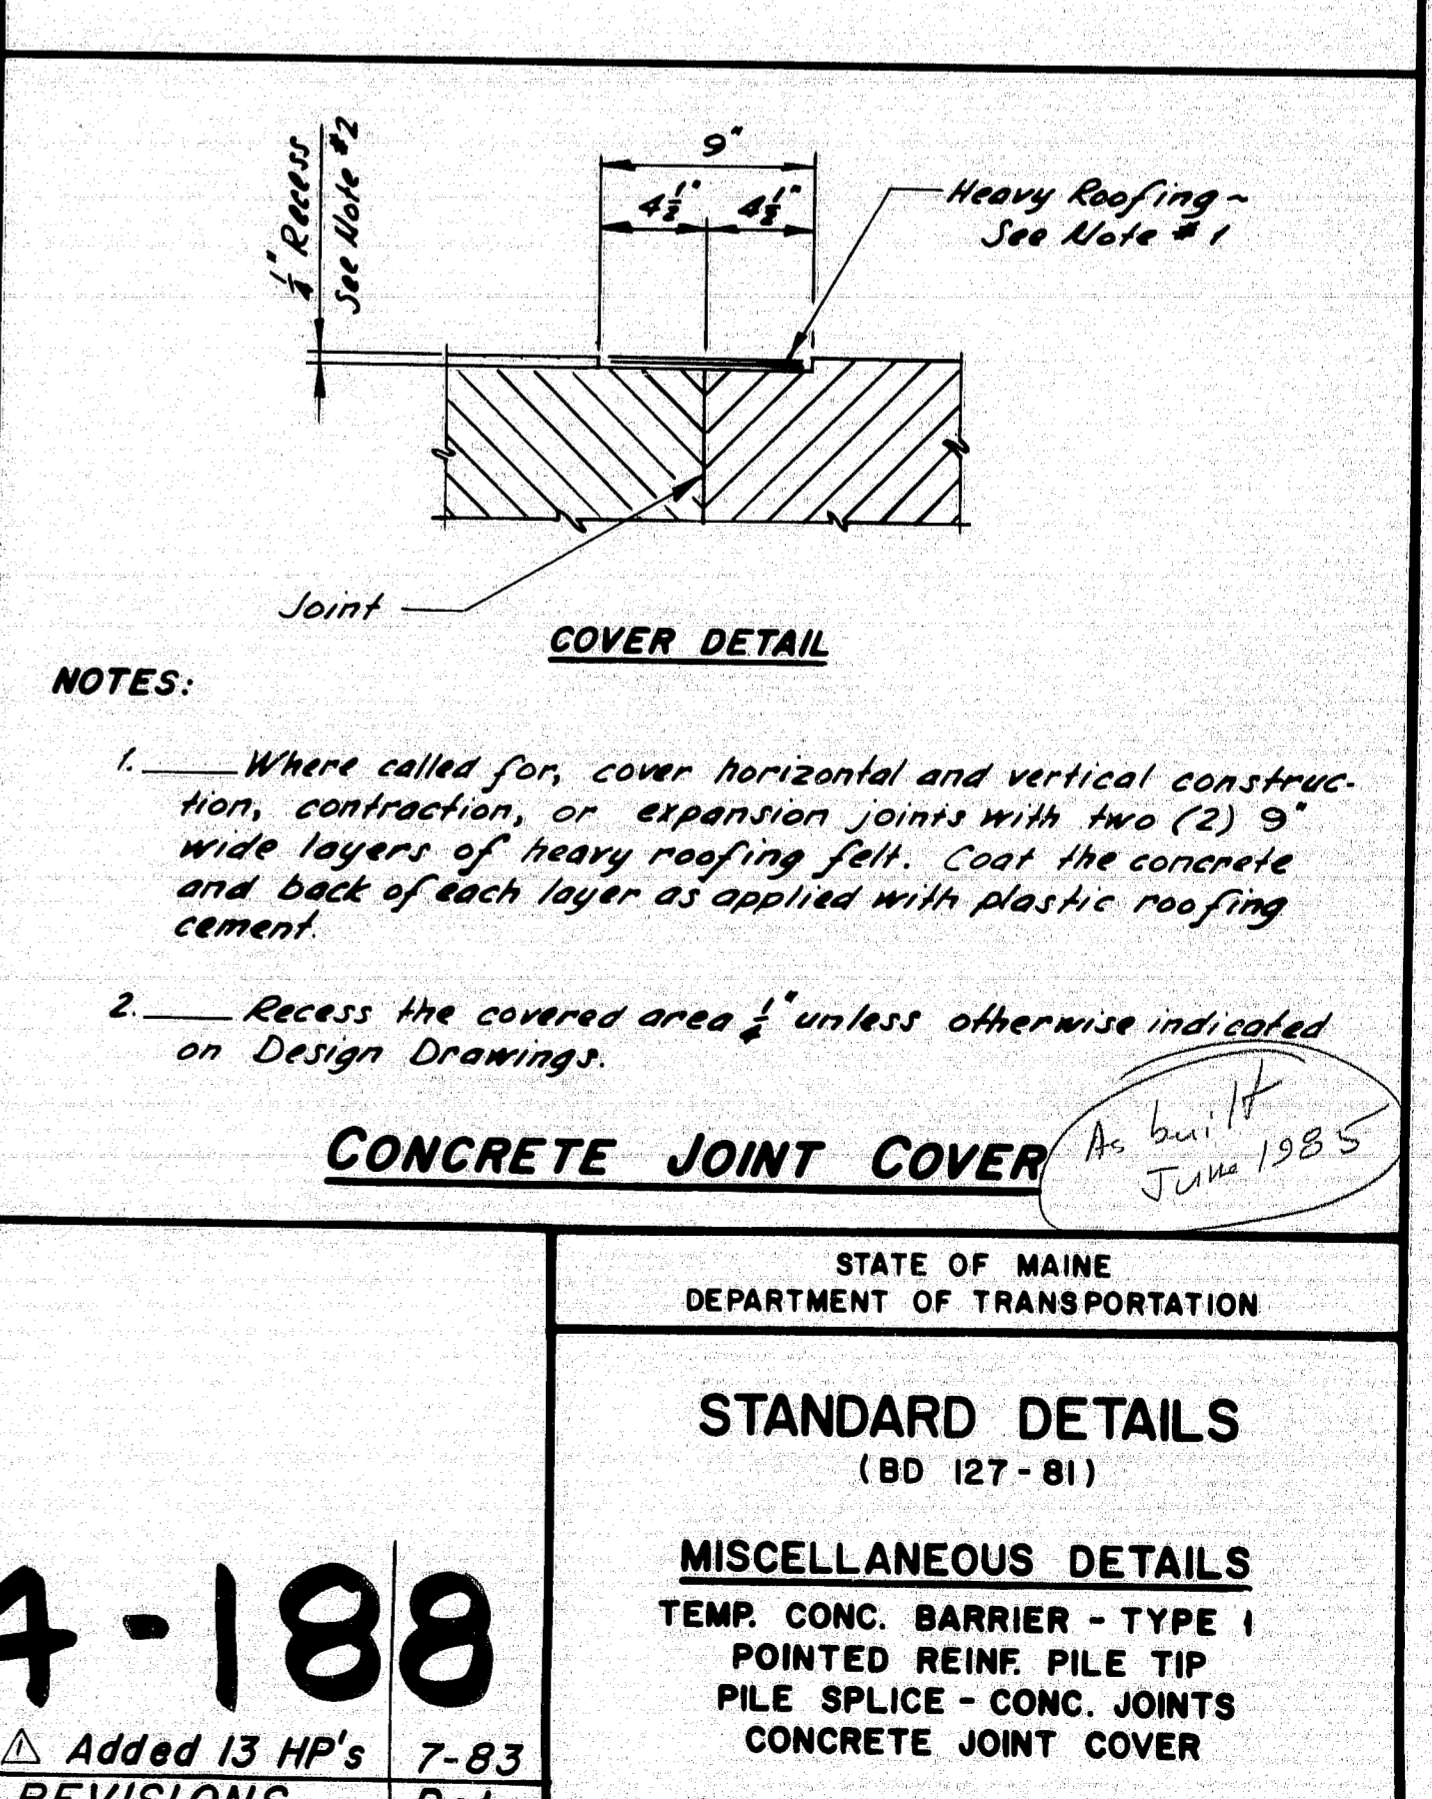 9"
4½" 4½"
¼" Recess
See Note #2
Heavy Roofing ~
See Note #1
Joint
COVER DETAIL
NOTES:
1. Where called for, cover horizontal and vertical construc-
tion, contraction, or expansion joints with two (2) 9"
wide layers of heavy roofing felt. Coat the concrete
and back of each layer as applied with plastic roofing
cement.
2. Recess the covered area ¼" unless otherwise indicated
on Design Drawings.
CONCRETE JOINT COVER
As built
June 1985
STATE OF MAINE
DEPARTMENT OF TRANSPORTATION
STANDARD DETAILS
(BD 127-81)
MISCELLANEOUS DETAILS
TEMP. CONC. BARRIER - TYPE 1
POINTED REINF. PILE TIP
PILE SPLICE - CONC. JOINTS
CONCRETE JOINT COVER
4-188
1 Added 13 HP's 7-83
REVISIONS Date